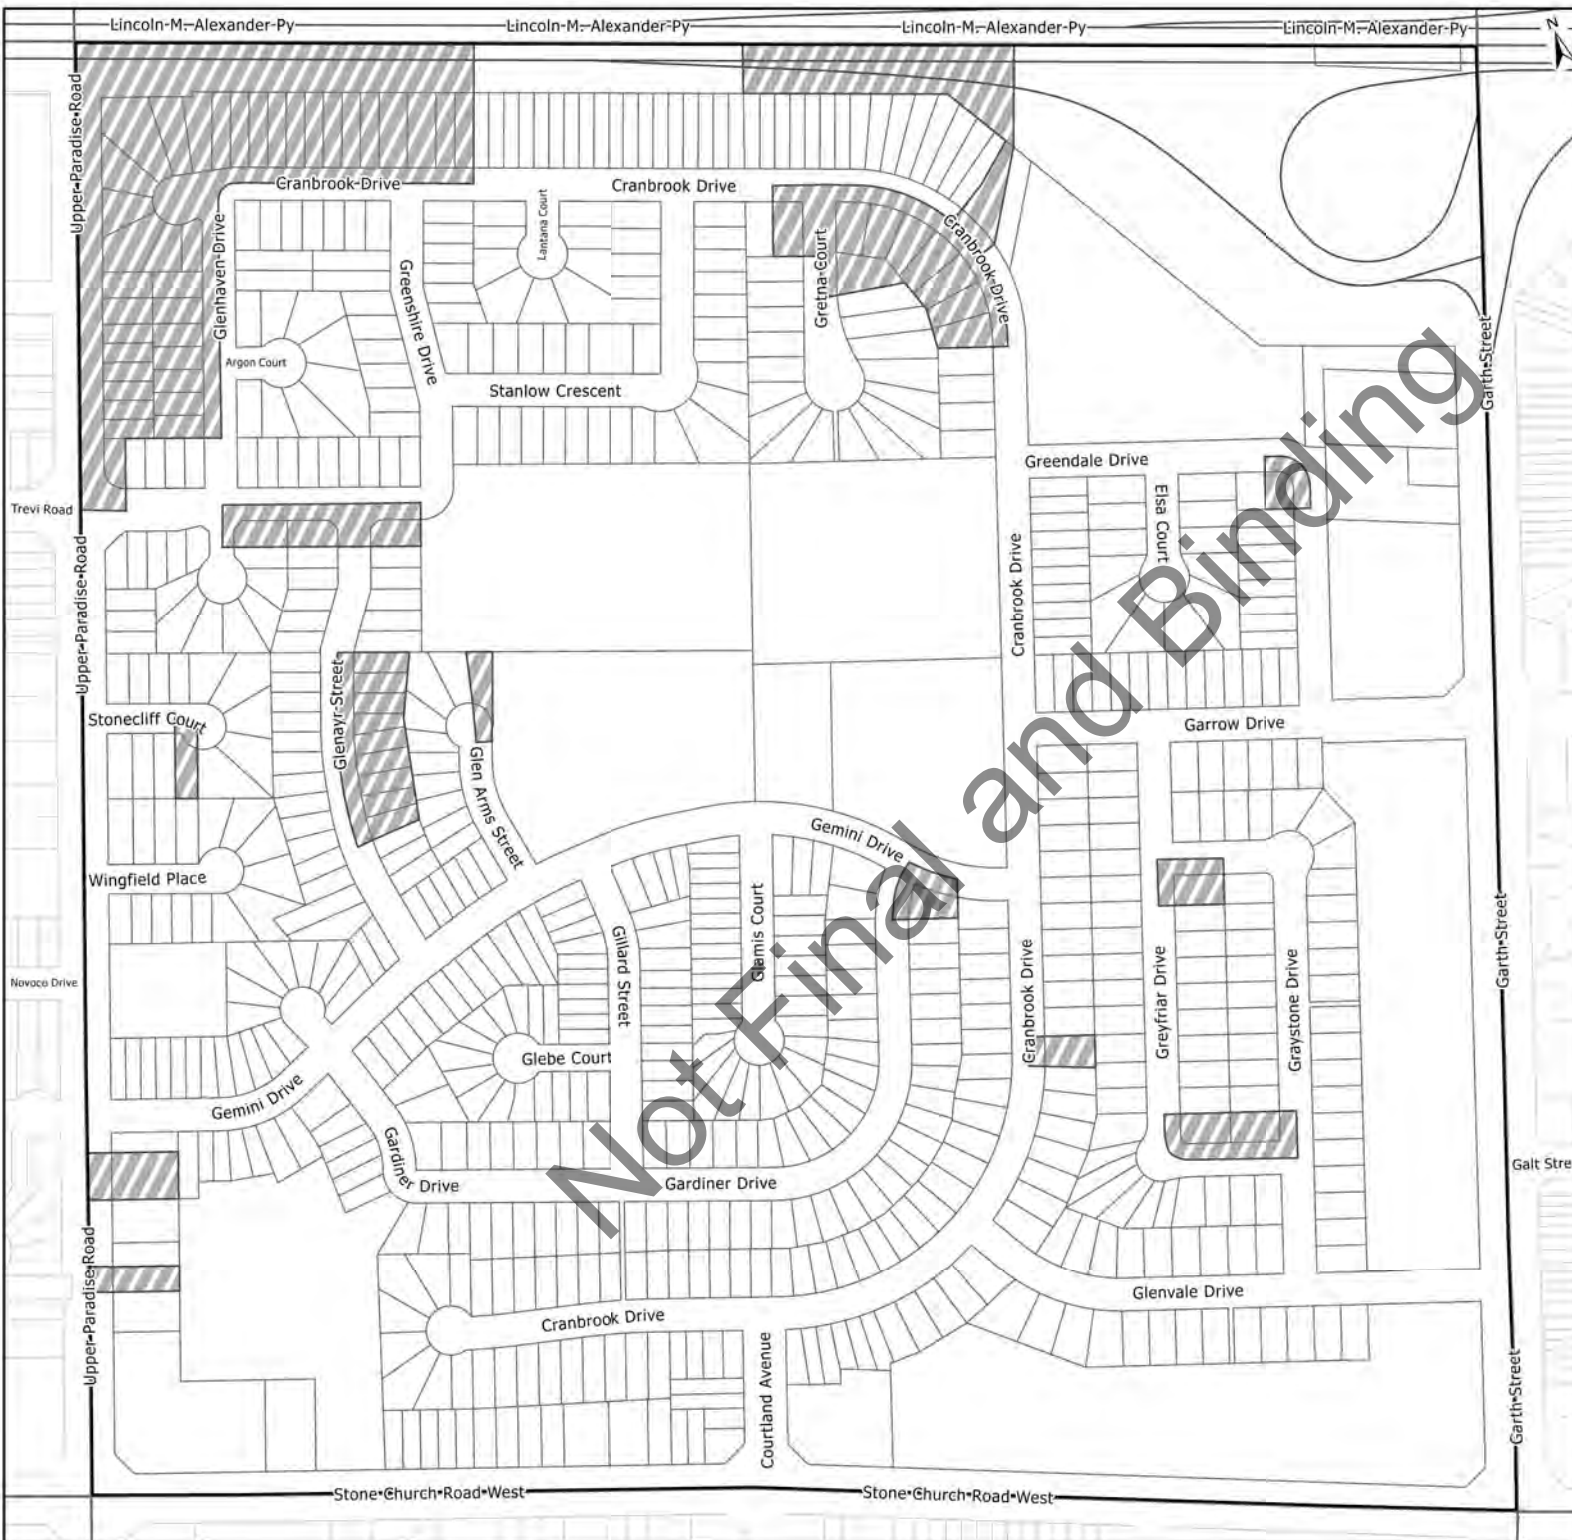 Lincoln-M.-Alexander-Py
Lincoln-M.-Alexander-Py
Lincoln-M.-Alexander-Py
Lincoln-M.-Alexander-Py
N
Upper-Paradise-Road
Cranbrook-Drive
Cranbrook Drive
Lantana Court
Glenhaven-Drive
Greenshire Drive
Gretna-Court
Cranbrook-Drive
Argon Court
Stanlow Crescent
Garth-Street
Greendale Drive
Elsa Court
Trevi Road
Upper-Paradise-Road
Cranbrook Drive
Glenayr-Street
Stonecliff Court
Garrow Drive
Glen Arms Street
Gemini Drive
Wingfield Place
Glamis Court
Gillard Street
Garth-Street
Cranbrook Drive
Greyfriar Drive
Graystone Drive
Novoco Drive
Glebe Court
Gemini Drive
Gardiner Drive
Gardiner Drive
Galt Stre
Upper-Paradise-Road
Glenvale Drive
Cranbrook Drive
Courtland Avenue
Garth-Street
Stone-Church-Road-West
Stone-Church-Road-West
Not Final and Binding